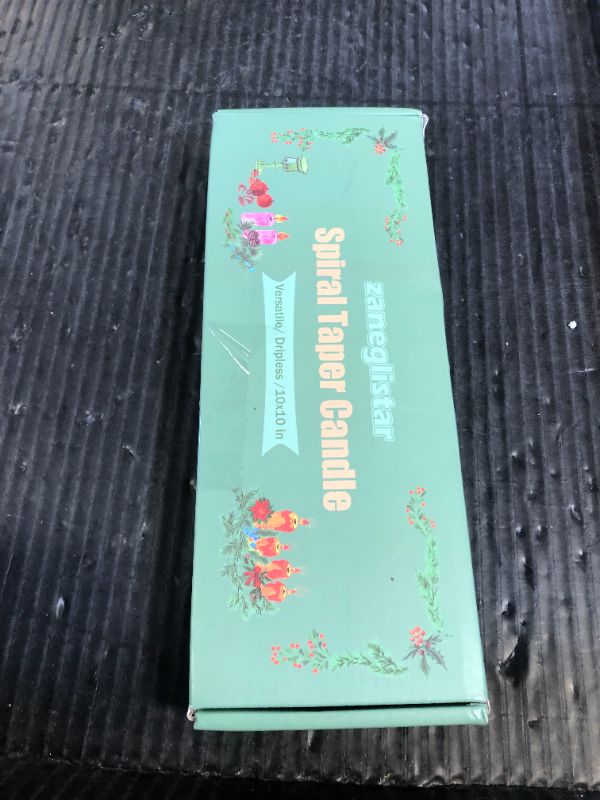 zaneglistar
Spiral Taper Candle
Versatile/ Dripless /10x10 in